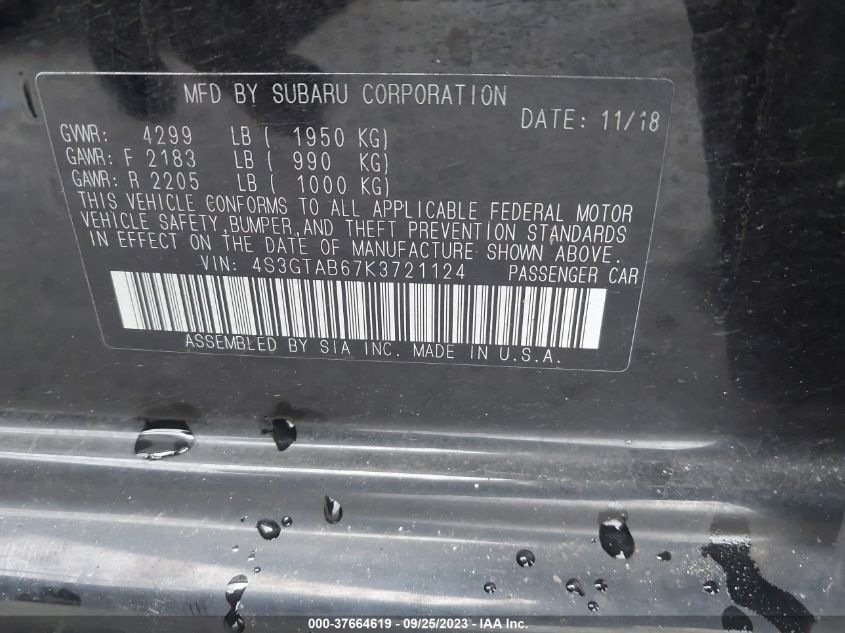 MFD BY SUBARU CORPORATION
DATE: 11/18
GVWR: 4299 LB ( 1950 KG)
GAWR: F 2183 LB ( 990 KG)
GAWR: R 2205 LB ( 1000 KG)
THIS VEHICLE CONFORMS TO ALL APPLICABLE FEDERAL MOTOR
VEHICLE SAFETY,BUMPER,AND THEFT PREVENTION STANDARDS
IN EFFECT ON THE DATE OF MANUFACTURE SHOWN ABOVE.
VIN: 4S3GTAB67K3721124 PASSENGER CAR
ASSEMBLED BY SIA INC. MADE IN U.S.A.
000-37664619 - 09/25/2023 - IAA Inc.